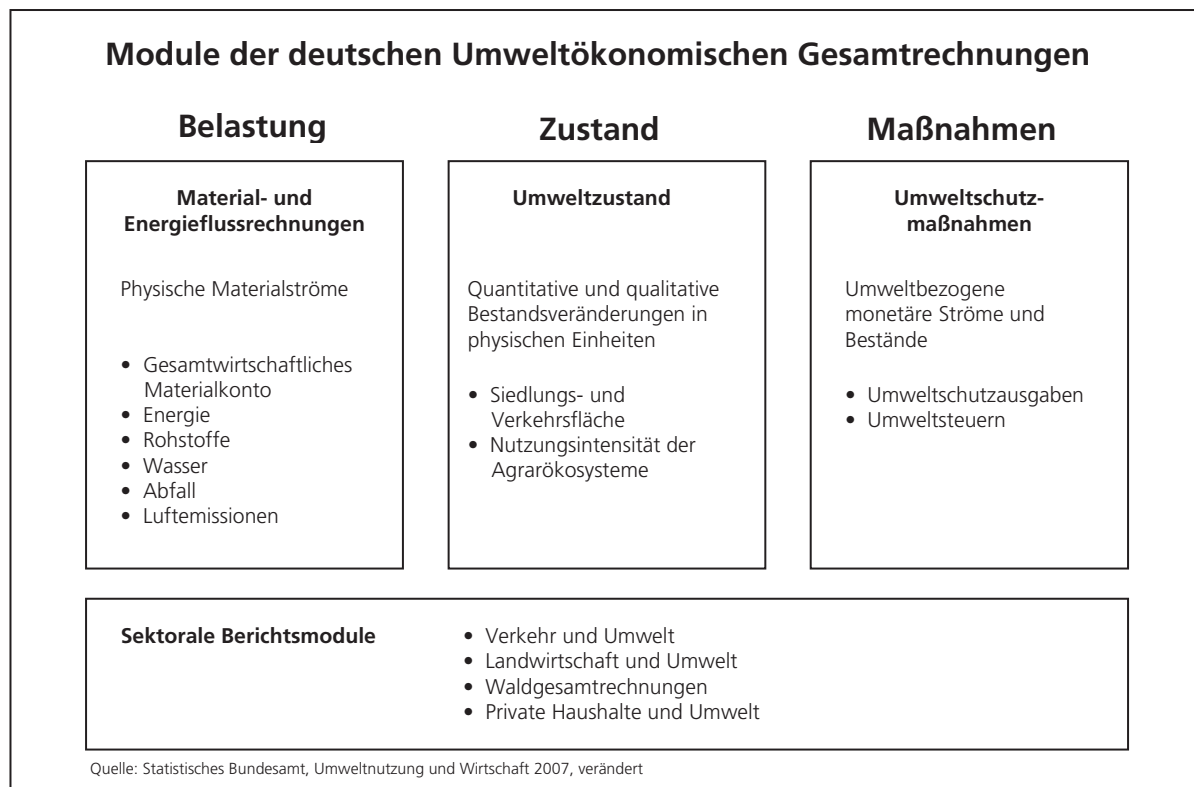 Module der deutschen Umweltökonomischen Gesamtrechnungen
Belastung
Material- und
Energieflussrechnungen
Physische Materialströme
• Gesamtwirtschaftliches
Materialkonto
• Energie
• Rohstoffe
• Wasser
• Abfall
• Luftemissionen
Zustand
Umweltzustand
Quantitative und qualitative
Bestandsveränderungen in
physischen Einheiten
• Siedlungs- und
Verkehrsfläche
• Nutzungsintensität der
Agrarökosysteme
Maßnahmen
Umweltschutz-
maßnahmen
Umweltbezogene
monetäre Ströme und
Bestände
• Umweltschutzausgaben
• Umweltsteuern
Sektorale Berichtsmodule
• Verkehr und Umwelt
• Landwirtschaft und Umwelt
• Waldgesamtrechnungen
• Private Haushalte und Umwelt
Quelle: Statistisches Bundesamt, Umweltnutzung und Wirtschaft 2007, verändert